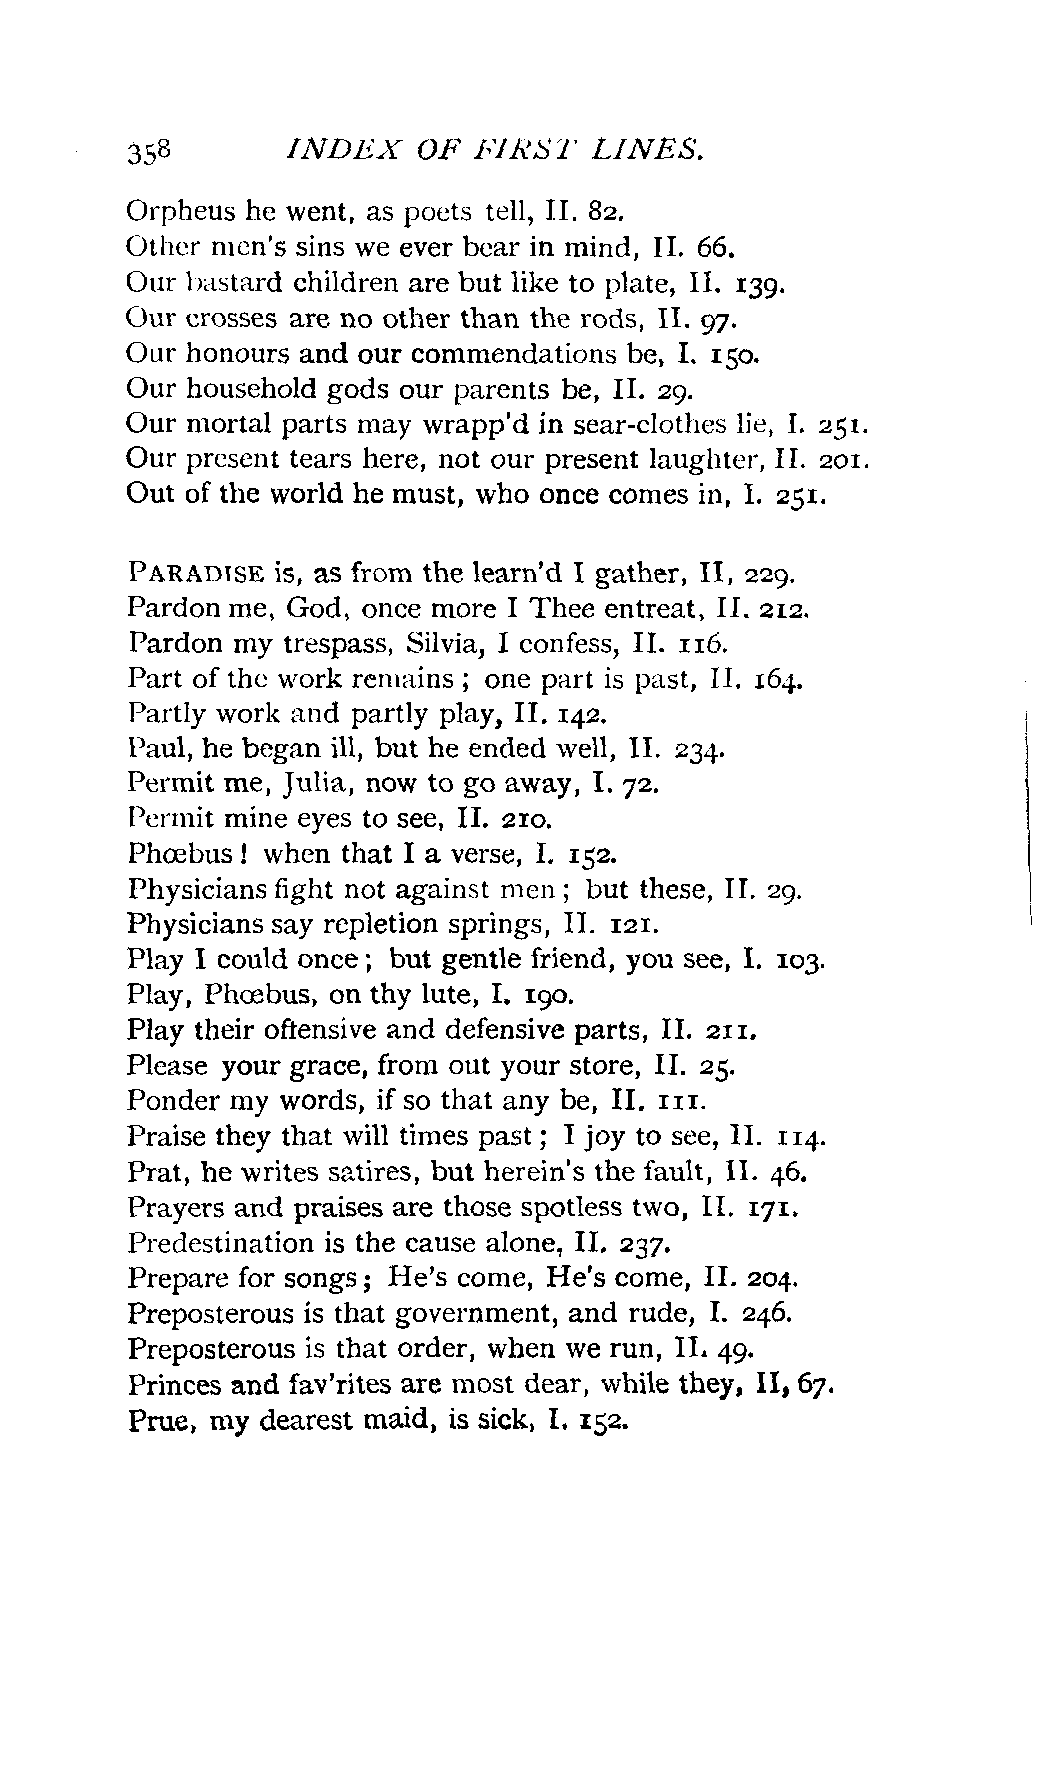 358 INDEX OF FIRST LINES.
Orpheus he went, as poets tell, II. 82.
Other men's sins we ever bear in mind, II. 66.
Our bastard children are but like to plate, II. 139.
Our crosses are no other than the rods, II. 97.
Our honours and our commendations be, I. 150.
Our household gods our parents be, II. 29.
Our mortal parts may wrapp'd in sear-clothes lie, I. 251.
Our present tears here, not our present laughter, II. 201.
Out of the world he must, who once comes in, I. 251.
PARADISE is, as from the learn'd I gather, II, 229.
Pardon me, God, once more I Thee entreat, II. 212.
Pardon my trespass, Silvia, I confess, II. 116.
Part of the work remains ; one part is past, II. 164.
Partly work and partly play, II. 142.
Paul, he began ill, but he ended well, II. 234.
Permit me, Julia, now to go away, I. 72.
Permit mine eyes to see, II. 210.
Phœbus ! when that I a verse, I. 152.
Physicians fight not against men ; but these, II. 29.
Physicians say repletion springs, II. 121.
Play I could once ; but gentle friend, you see, I. 103.
Play, Phœbus, on thy lute, I. 190.
Play their offensive and defensive parts, II. 211.
Please your grace, from out your store, II. 25.
Ponder my words, if so that any be, II. 111.
Praise they that will times past ; I joy to see, II. 114.
Prat, he writes satires, but herein's the fault, II. 46.
Prayers and praises are those spotless two, II. 171.
Predestination is the cause alone, II. 237.
Prepare for songs ; He's come, He's come, II. 204.
Preposterous is that government, and rude, I. 246.
Preposterous is that order, when we run, II. 49.
Princes and fav'rites are most dear, while they, II, 67.
Prue, my dearest maid, is sick, I. 152.